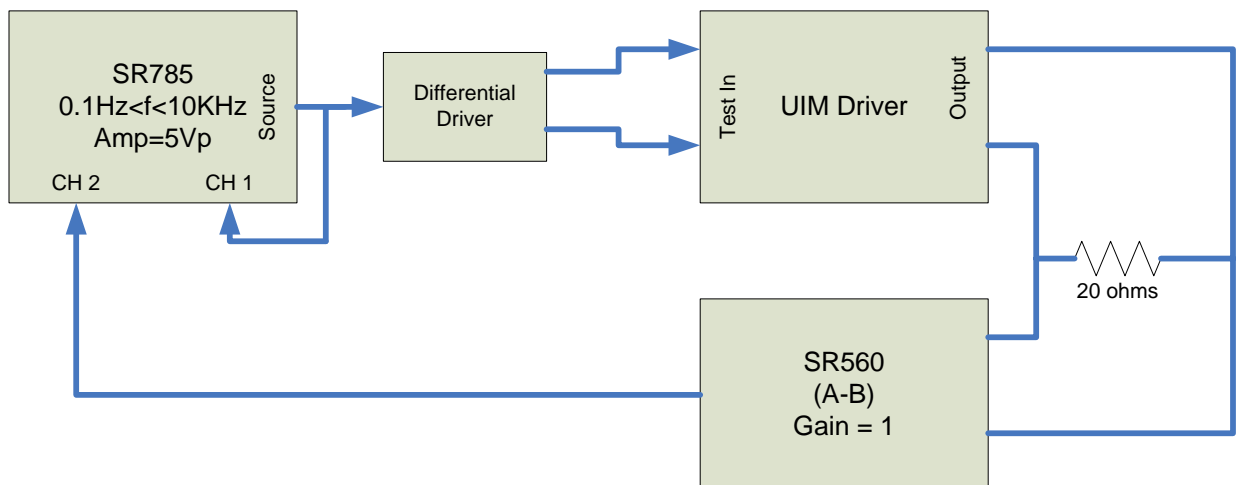 SR785
0.1Hz<f<10KHz
Amp=5Vp
Source
CH 2
CH 1
Differential
Driver
Test In
UIM Driver
Output
20 ohms
SR560
(A-B)
Gain = 1